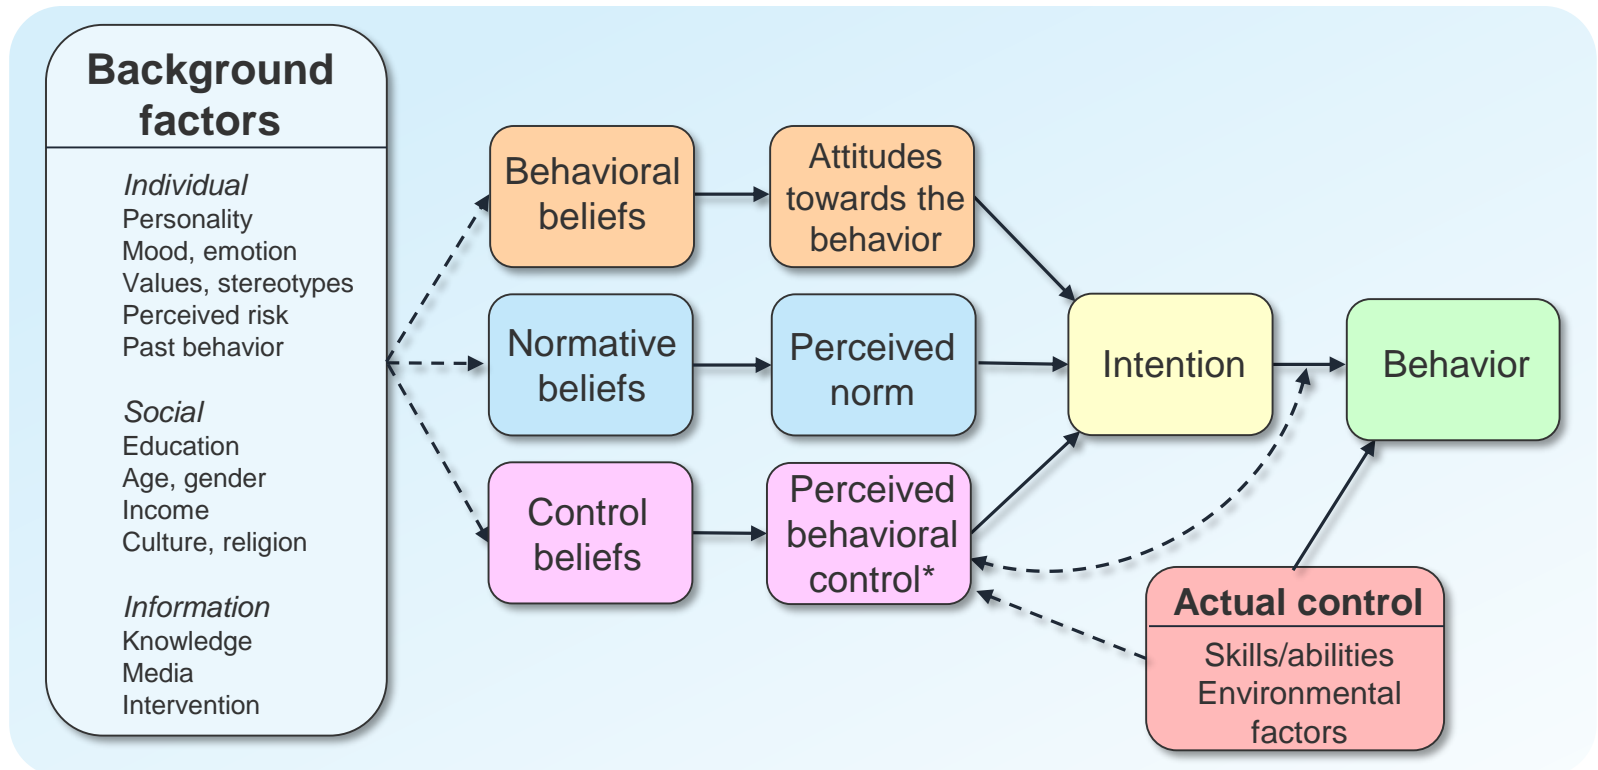 Background
factors
Individual
Personality
Mood, emotion
Values, stereotypes
Perceived risk
Past behavior
Social
Education
Age, gender
Income
Culture, religion
Information
Knowledge
Media
Intervention
Behavioral
beliefs
Attitudes
towards the
behavior
Normative
beliefs
Perceived
norm
Control
beliefs
Perceived
behavioral
control*
Intention
Behavior
Actual control
Skills/abilities
Environmental
factors